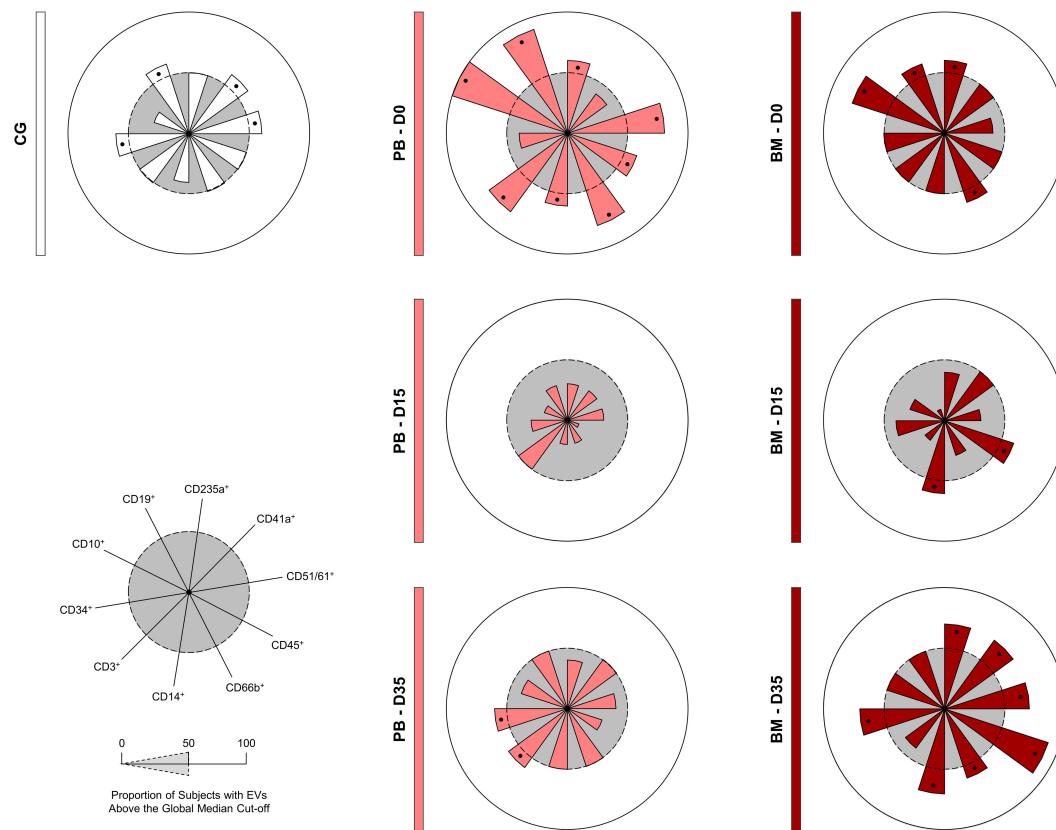 CG
PB - D0
BM - D0
PB - D15
BM - D15
CD235a⁺
CD19⁺
CD41a⁺
CD10⁺
CD51/61⁺
CD34⁺
CD45⁺
CD3⁺
CD66b⁺
CD14⁺
PB - D35
BM - D35
0 50 100
Proportion of Subjects with EVs
Above the Global Median Cut-off